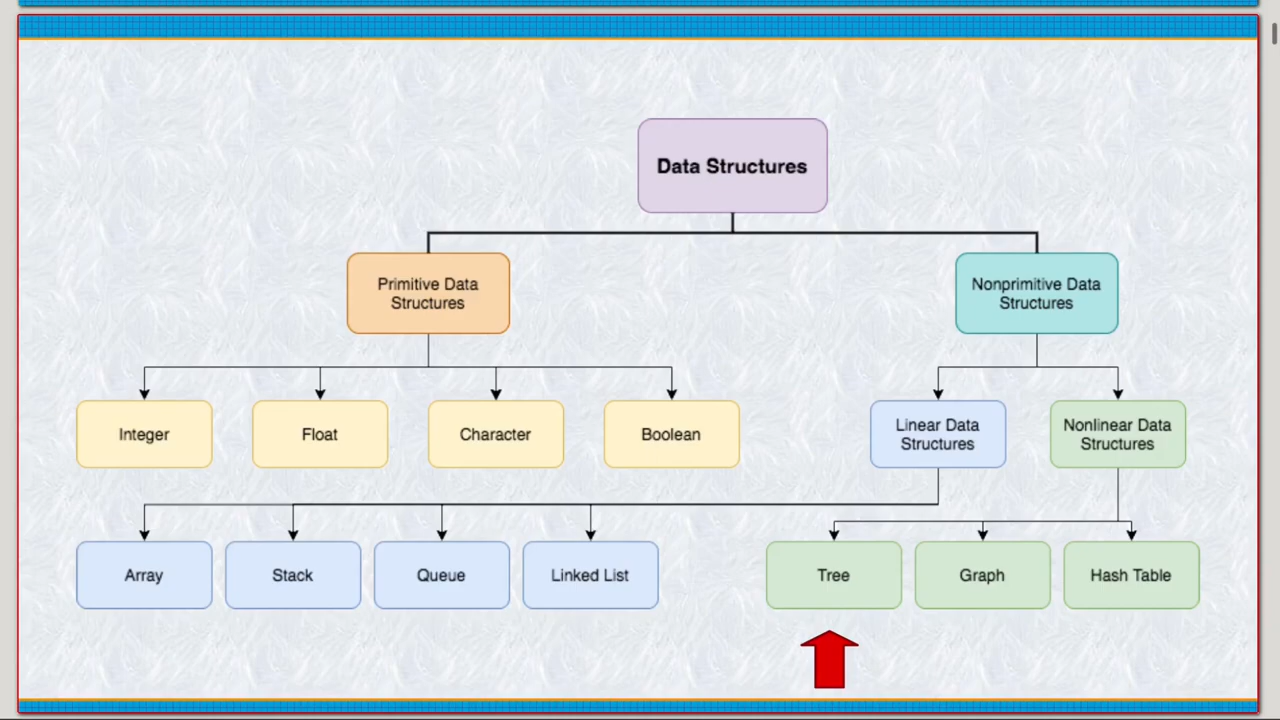 Data Structures
Primitive Data
Structures
Nonprimitive Data
Structures
Integer
Float
Character
Boolean
Linear Data
Structures
Nonlinear Data
Structures
Array
Stack
Queue
Linked List
Tree
Graph
Hash Table